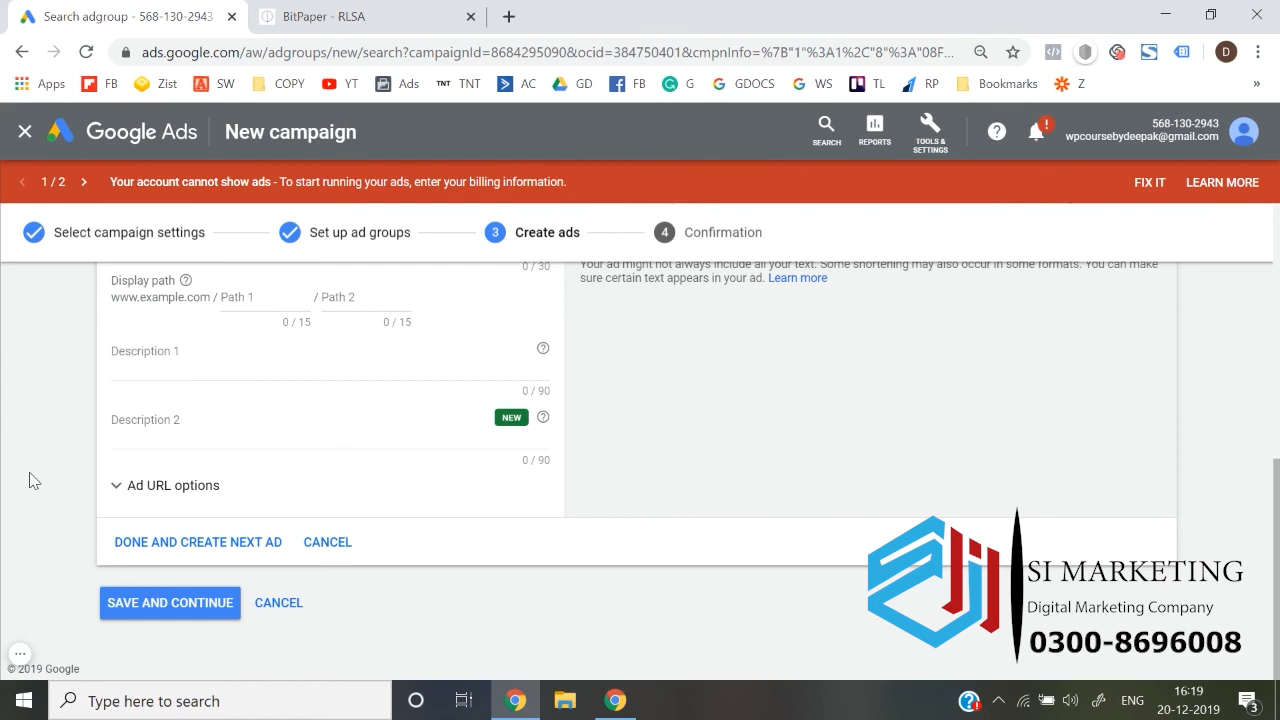 Search adgroup - 568-130-2943
BitPaper - RLSA
ads.google.com/aw/adgroups/new/search?campaignId=8684295090&ocid=384750401&cmpnInfo=%7B"1"%3A1%2C"8"%3A"08F...
Apps FB Zist SW COPY YT Ads TNT TNT AC GD FB G GDOCS WS TL RP Bookmarks Z »
Google Ads New campaign
SEARCH REPORTS TOOLS & SETTINGS
568-130-2943
wpcoursebydeepak@gmail.com
1 / 2 Your account cannot show ads - To start running your ads, enter your billing information. FIX IT LEARN MORE
Select campaign settings Set up ad groups 3 Create ads 4 Confirmation
0 / 30
Your ad might not always include all your text. Some shortening may also occur in some formats. You can make
sure certain text appears in your ad. Learn more
Display path
www.example.com / Path 1 / Path 2
0 / 15 0 / 15
Description 1
0 / 90
Description 2 NEW
0 / 90
Ad URL options
DONE AND CREATE NEXT AD CANCEL
SAVE AND CONTINUE CANCEL
SI MARKETING
Digital Marketing Company
0300-8696008
© 2019 Google
Type here to search
ENG
16:19
20-12-2019
3